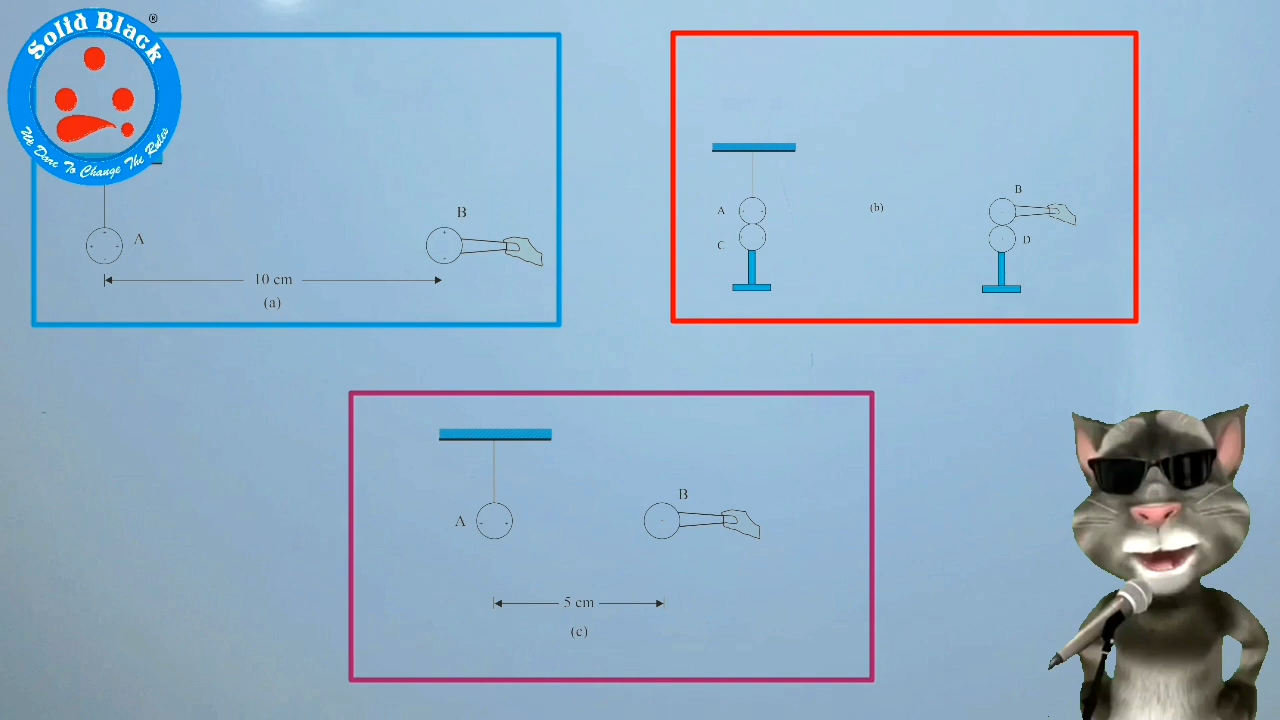 Solid Black ®
We Dare To Change The Rules
A
B
10 cm
(a)
A
C
(b)
B
D
A
B
5 cm
(c)